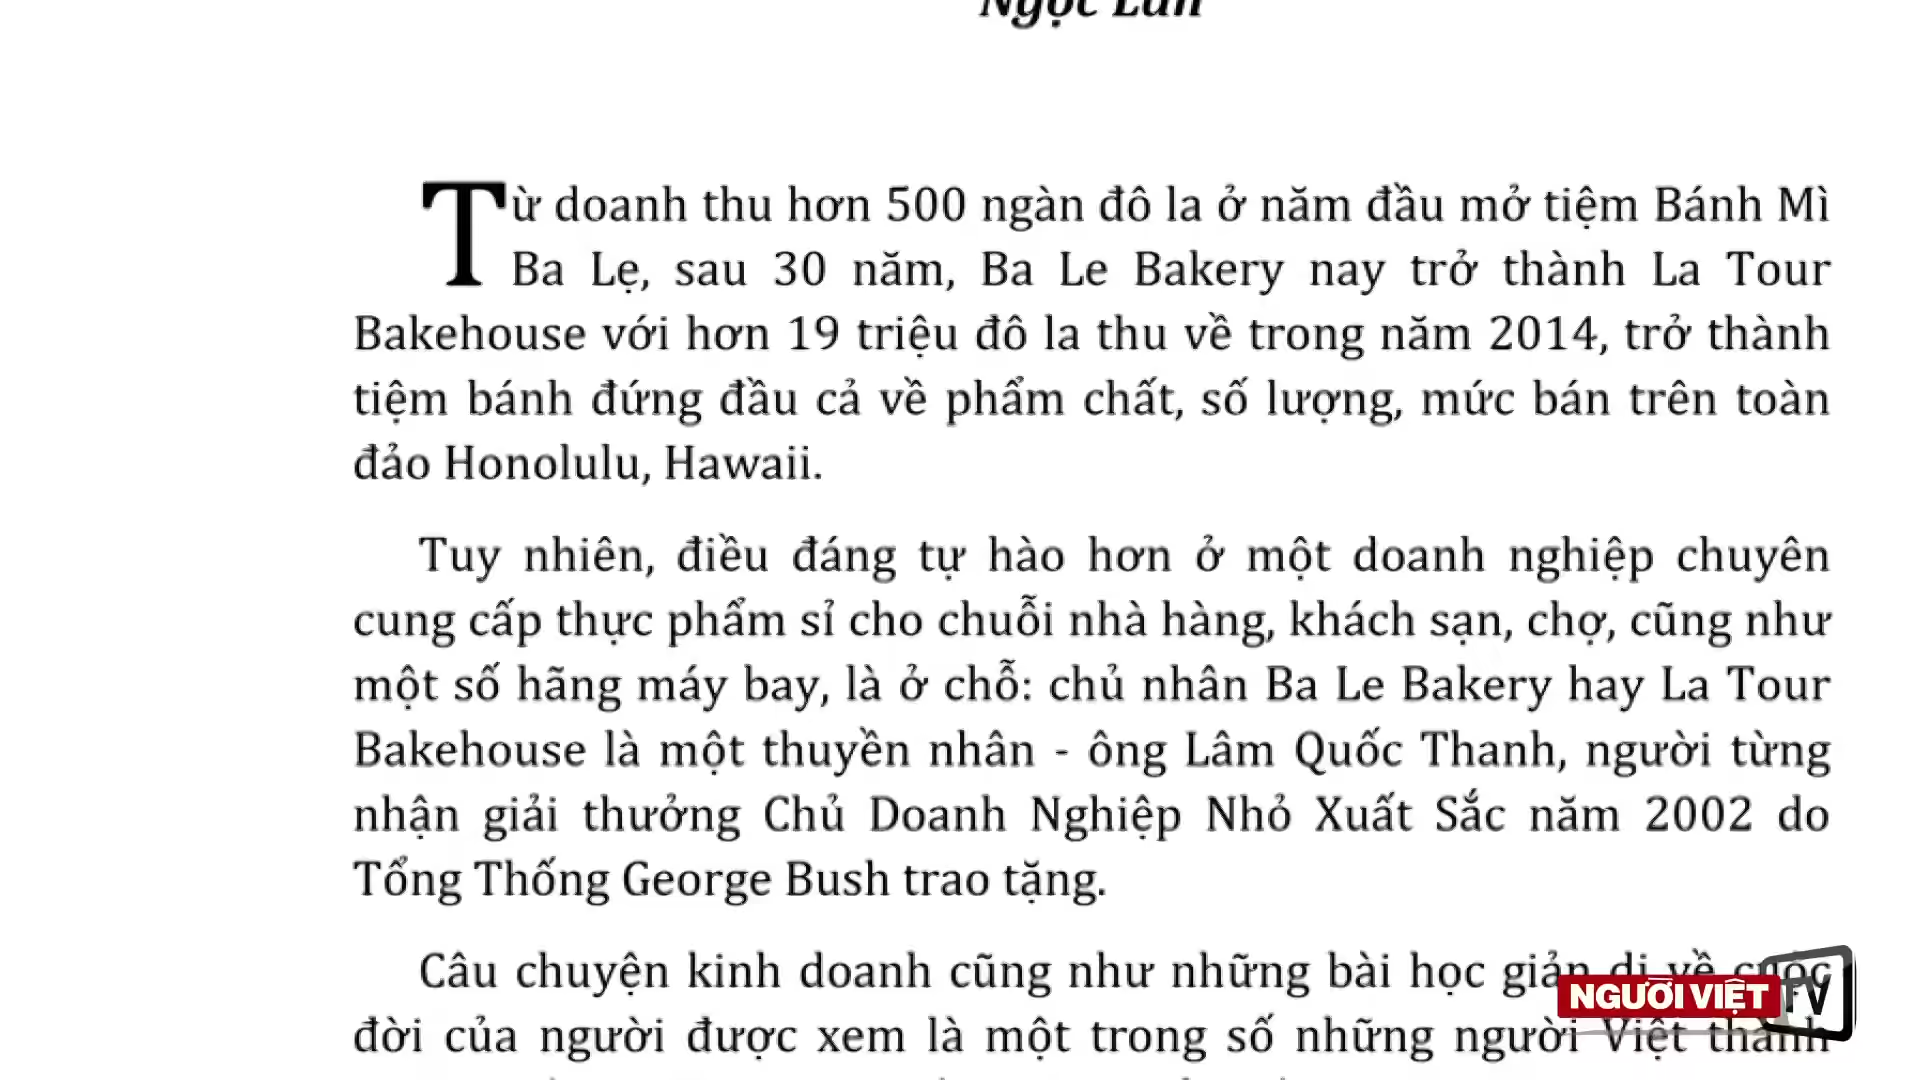 Ngọc Lan
Từ doanh thu hơn 500 ngàn đô la ở năm đầu mở tiệm Bánh Mì
Ba Lẹ, sau 30 năm, Ba Le Bakery nay trở thành La Tour
Bakehouse với hơn 19 triệu đô la thu về trong năm 2014, trở thành
tiệm bánh đứng đầu cả về phẩm chất, số lượng, mức bán trên toàn
đảo Honolulu, Hawaii.
Tuy nhiên, điều đáng tự hào hơn ở một doanh nghiệp chuyên
cung cấp thực phẩm sỉ cho chuỗi nhà hàng, khách sạn, chợ, cũng như
một số hãng máy bay, là ở chỗ: chủ nhân Ba Le Bakery hay La Tour
Bakehouse là một thuyền nhân - ông Lâm Quốc Thanh, người từng
nhận giải thưởng Chủ Doanh Nghiệp Nhỏ Xuất Sắc năm 2002 do
Tổng Thống George Bush trao tặng.
Câu chuyện kinh doanh cũng như những bài học giản dị về cuộc
đời của người được xem là một trong số những người Việt thành
NGƯỜI VIỆT TV